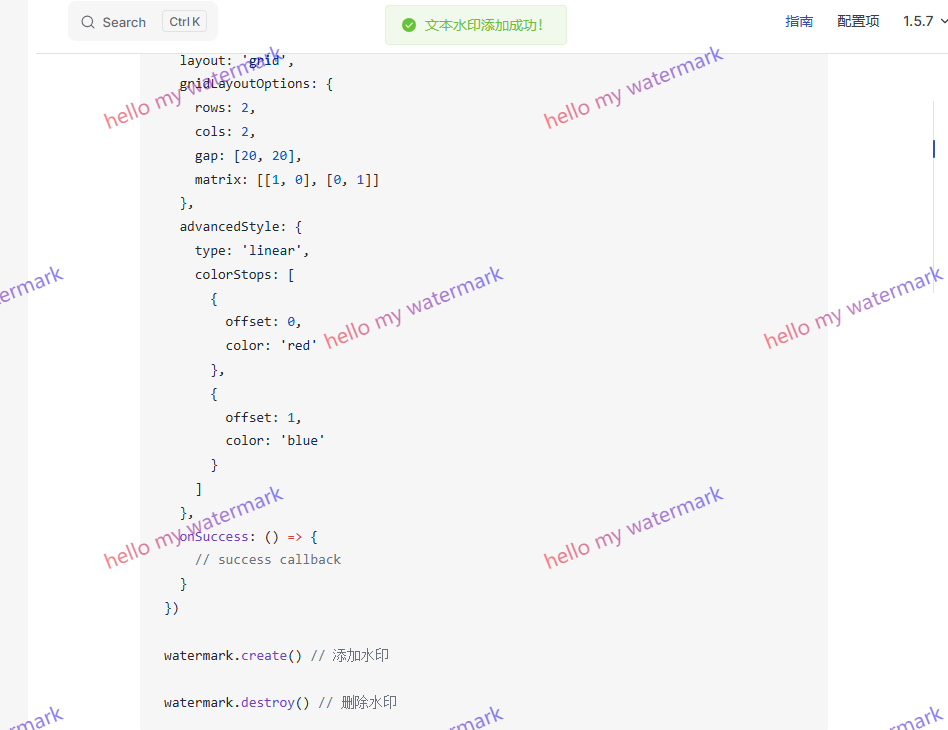 Search
Ctrl K
文本水印添加成功！
指南
配置项
1.5.7
layout: 'grid',
gridLayoutOptions: {
rows: 2,
cols: 2,
gap: [20, 20],
matrix: [[1, 0], [0, 1]]
},
advancedStyle: {
type: 'linear',
colorStops: [
{
offset: 0,
color: 'red'
},
{
offset: 1,
color: 'blue'
}
]
},
onSuccess: () => {
// success callback
}
})
watermark.create() // 添加水印
watermark.destroy() // 删除水印
hello my watermark
hello my watermark
ermark
hello my watermark
hello my watermark
hello my watermark
hello my watermark
rmark
watermark
rmark